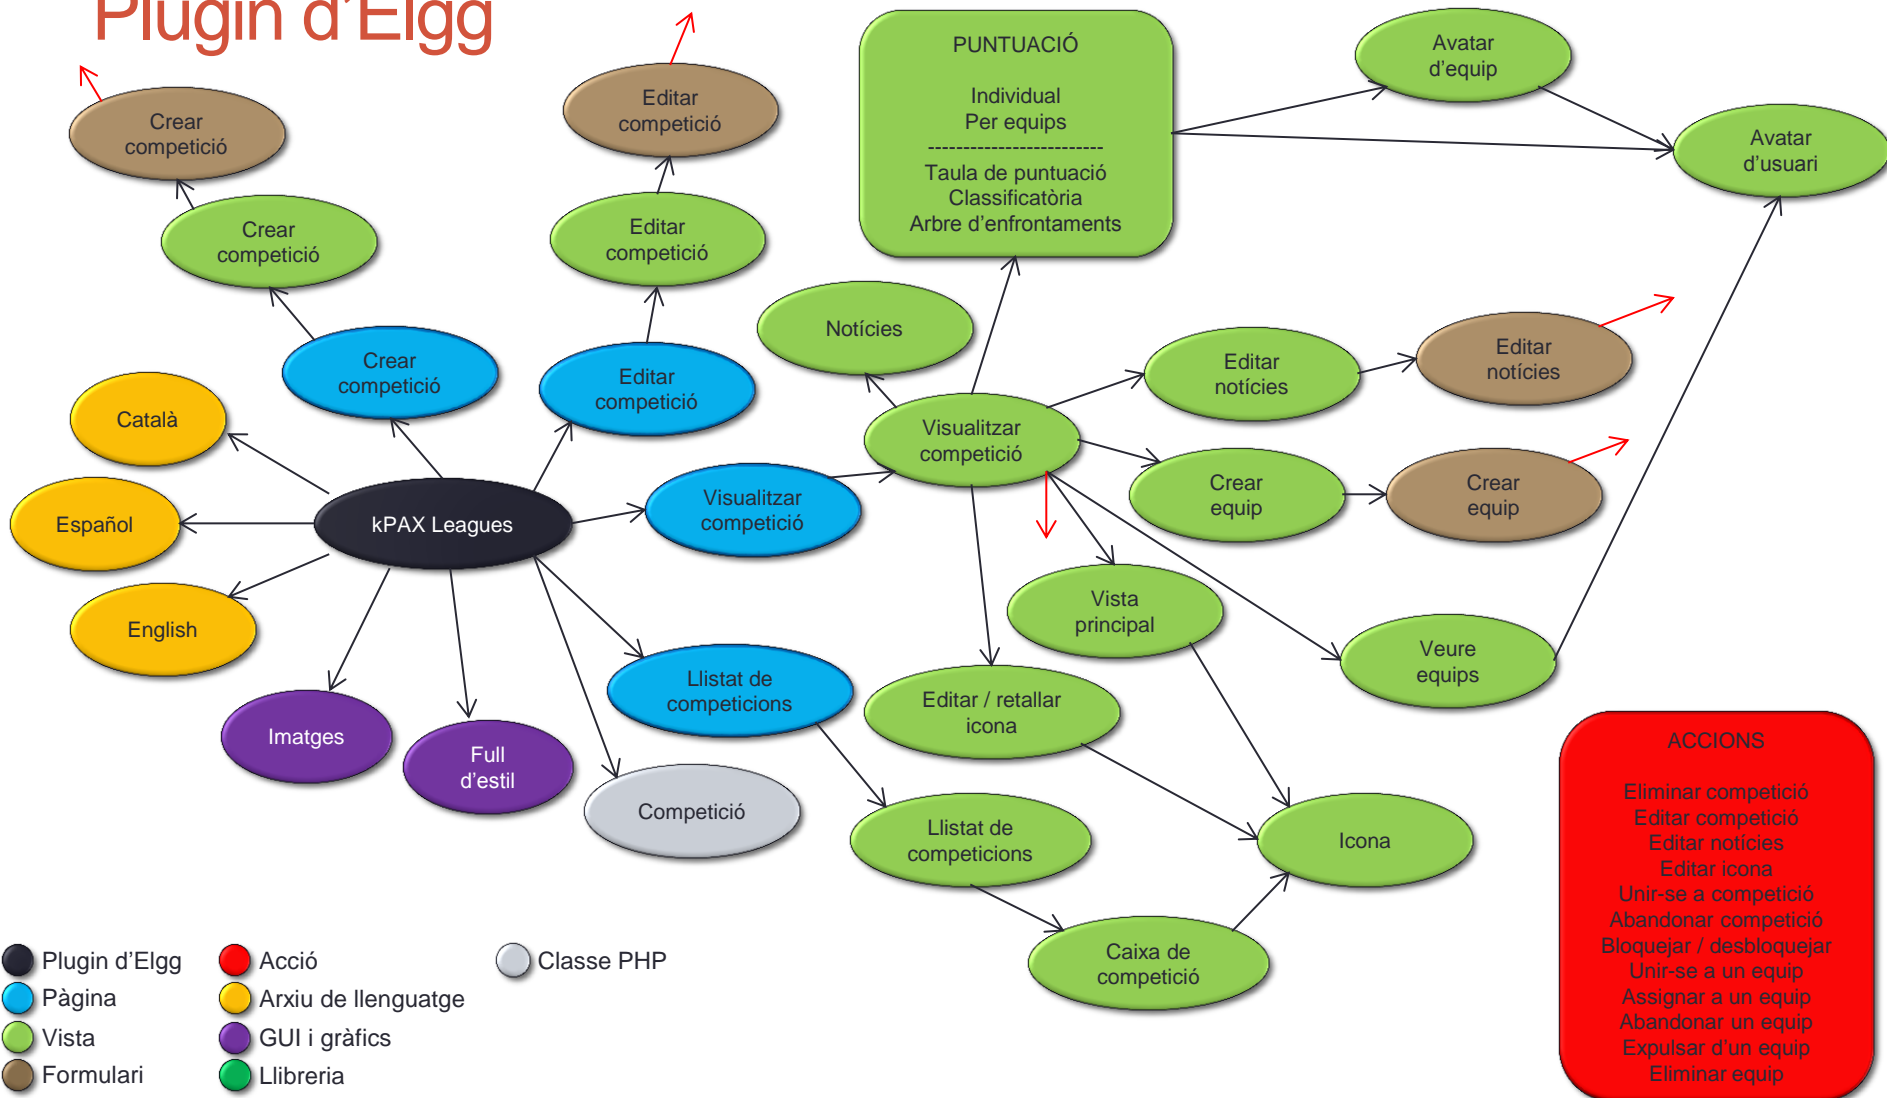 Plugin d'Elgg
PUNTUACIÓ
Individual
Per equips
-------------------------
Taula de puntuació
Classificatòria
Arbre d'enfrontaments
Avatar
d'equip
Avatar
d'usuari
Crear
competició
Editar
competició
Crear
competició
Editar
competició
Crear
competició
Editar
competició
Notícies
Editar
notícies
Editar
notícies
Català
Visualitzar
competició
Español
kPAX Leagues
Visualitzar
competició
Crear
equip
Crear
equip
English
Vista
principal
Veure
equips
Imatges
Full
d'estil
Llistat de
competicions
Editar / retallar
icona
Competició
Llistat de
competicions
Icona
Caixa de
competició
ACCIONS
Eliminar competició
Editar competició
Editar notícies
Editar icona
Unir-se a competició
Abandonar competició
Bloquejar / desbloquejar
Unir-se a un equip
Assignar a un equip
Abandonar un equip
Expulsar d'un equip
Eliminar equip
Plugin d'Elgg
Pàgina
Vista
Formulari
Acció
Arxiu de llenguatge
GUI i gràfics
Llibreria
Classe PHP